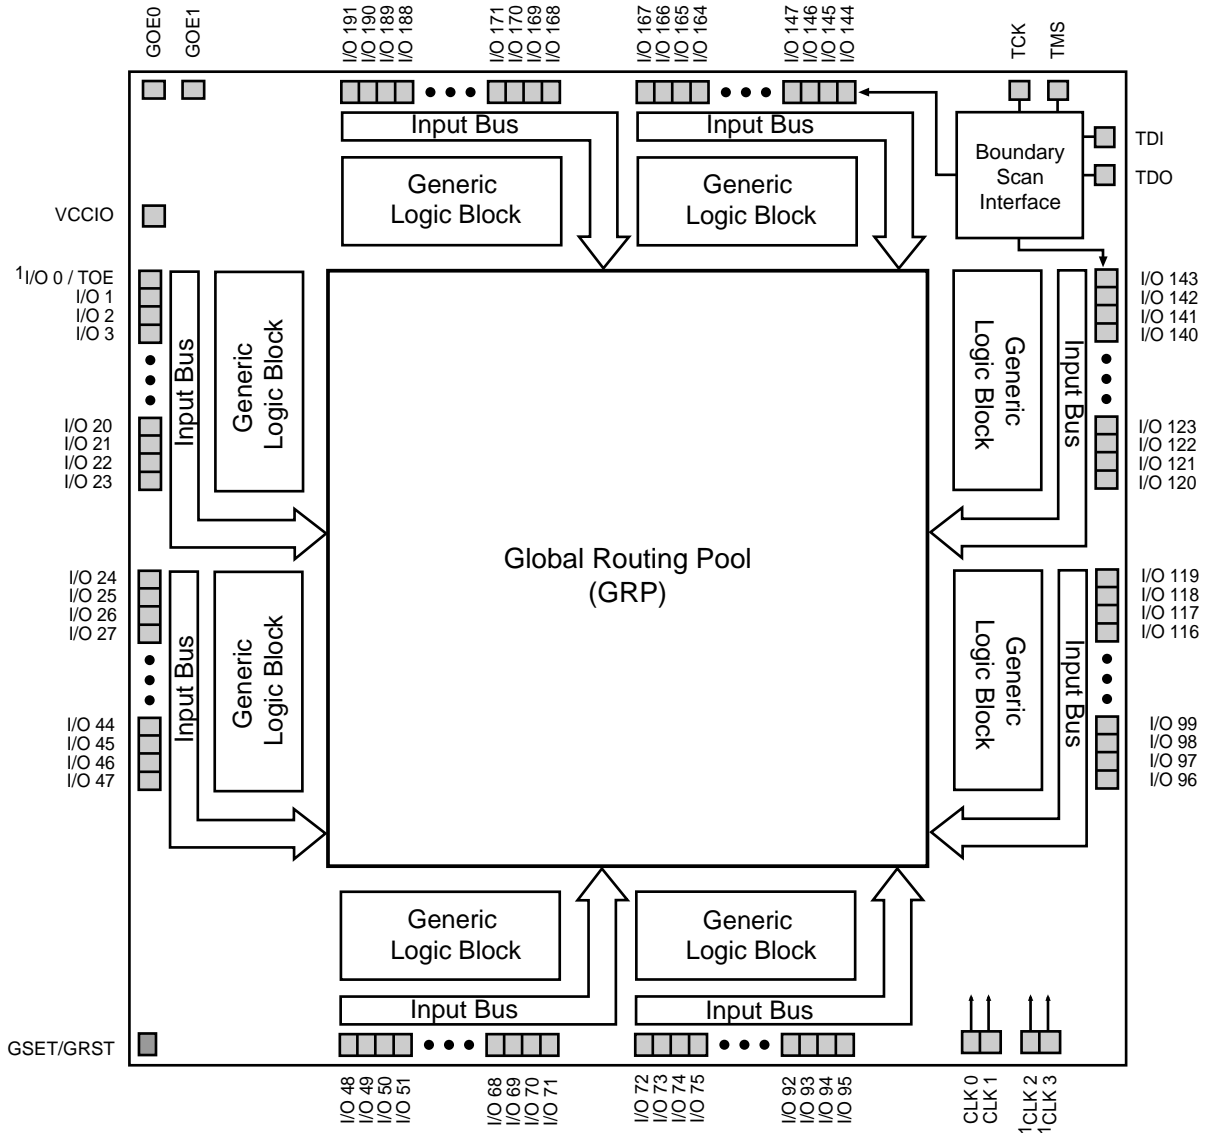 GOE0
GOE1
I/O 191
I/O 190
I/O 189
I/O 188
I/O 171
I/O 170
I/O 169
I/O 168
I/O 167
I/O 166
I/O 165
I/O 164
I/O 147
I/O 146
I/O 145
I/O 144
TCK
TMS
Input Bus
Input Bus
Boundary
Scan
Interface
TDI
TDO
Generic
Logic Block
Generic
Logic Block
VCCIO
1I/O 0 / TOE
I/O 1
I/O 2
I/O 3
I/O 20
I/O 21
I/O 22
I/O 23
Input Bus
Generic
Logic Block
Generic
Logic Block
Input Bus
I/O 143
I/O 142
I/O 141
I/O 140
I/O 123
I/O 122
I/O 121
I/O 120
Global Routing Pool
(GRP)
I/O 24
I/O 25
I/O 26
I/O 27
I/O 44
I/O 45
I/O 46
I/O 47
Input Bus
Generic
Logic Block
Generic
Logic Block
Input Bus
I/O 119
I/O 118
I/O 117
I/O 116
I/O 99
I/O 98
I/O 97
I/O 96
Generic
Logic Block
Generic
Logic Block
Input Bus
Input Bus
GSET/GRST
I/O 48
I/O 49
I/O 50
I/O 51
I/O 68
I/O 69
I/O 70
I/O 71
I/O 72
I/O 73
I/O 74
I/O 75
I/O 92
I/O 93
I/O 94
I/O 95
CLK 0
CLK 1
1CLK 2
1CLK 3